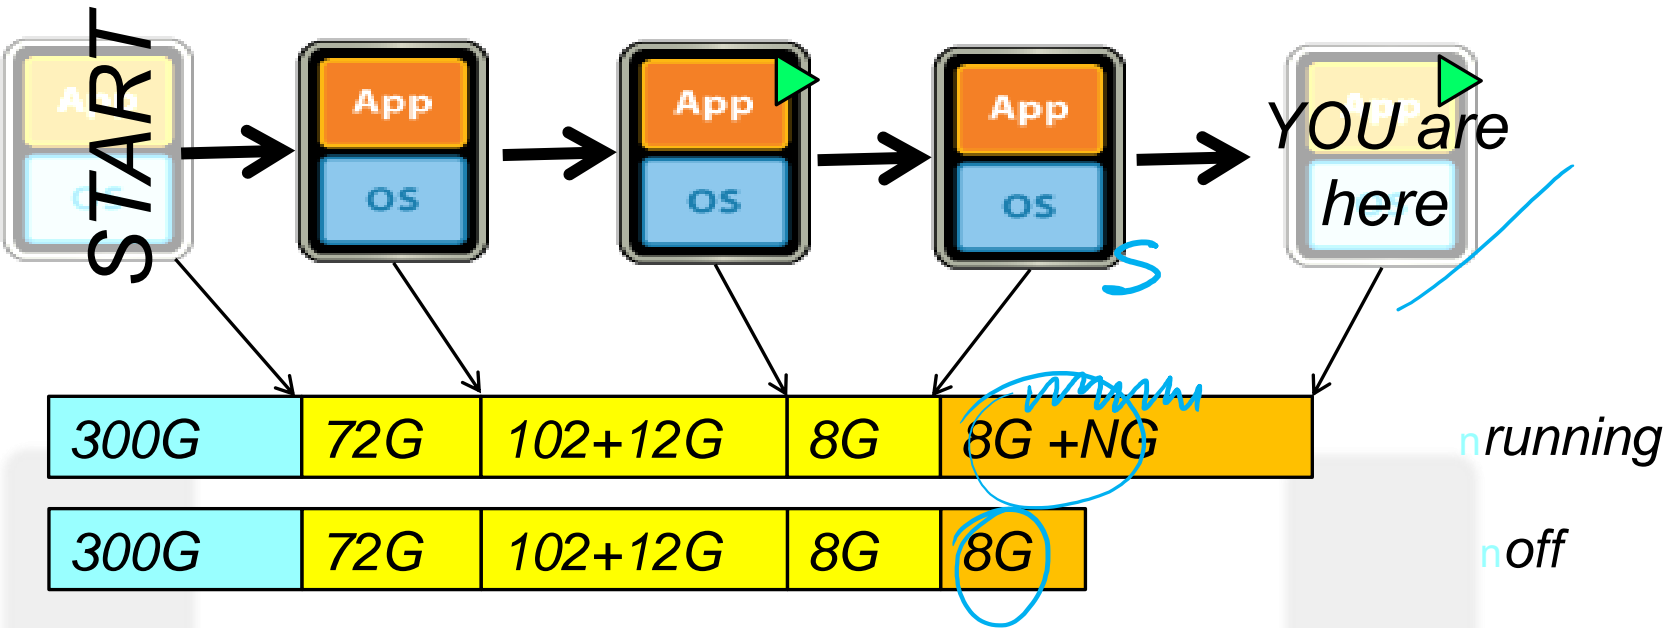 START
App
OS
App
OS
App
OS
App
OS
App
YOU are
here
S
300G 72G 102+12G 8G 8G +NG
n running
300G 72G 102+12G 8G 8G
n off